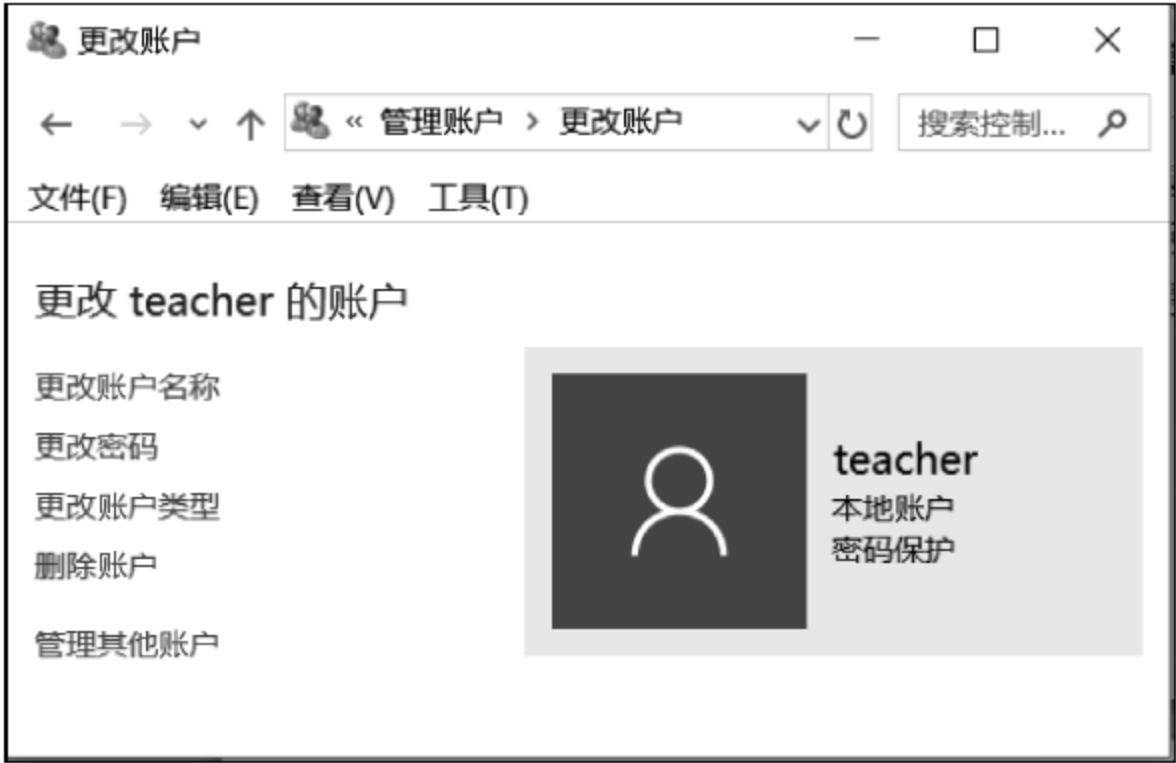 更改账户
« 管理账户 > 更改账户
搜索控制...
文件(F) 编辑(E) 查看(V) 工具(T)
更改 teacher 的账户
更改账户名称
更改密码
更改账户类型
删除账户
管理其他账户
teacher
本地账户
密码保护